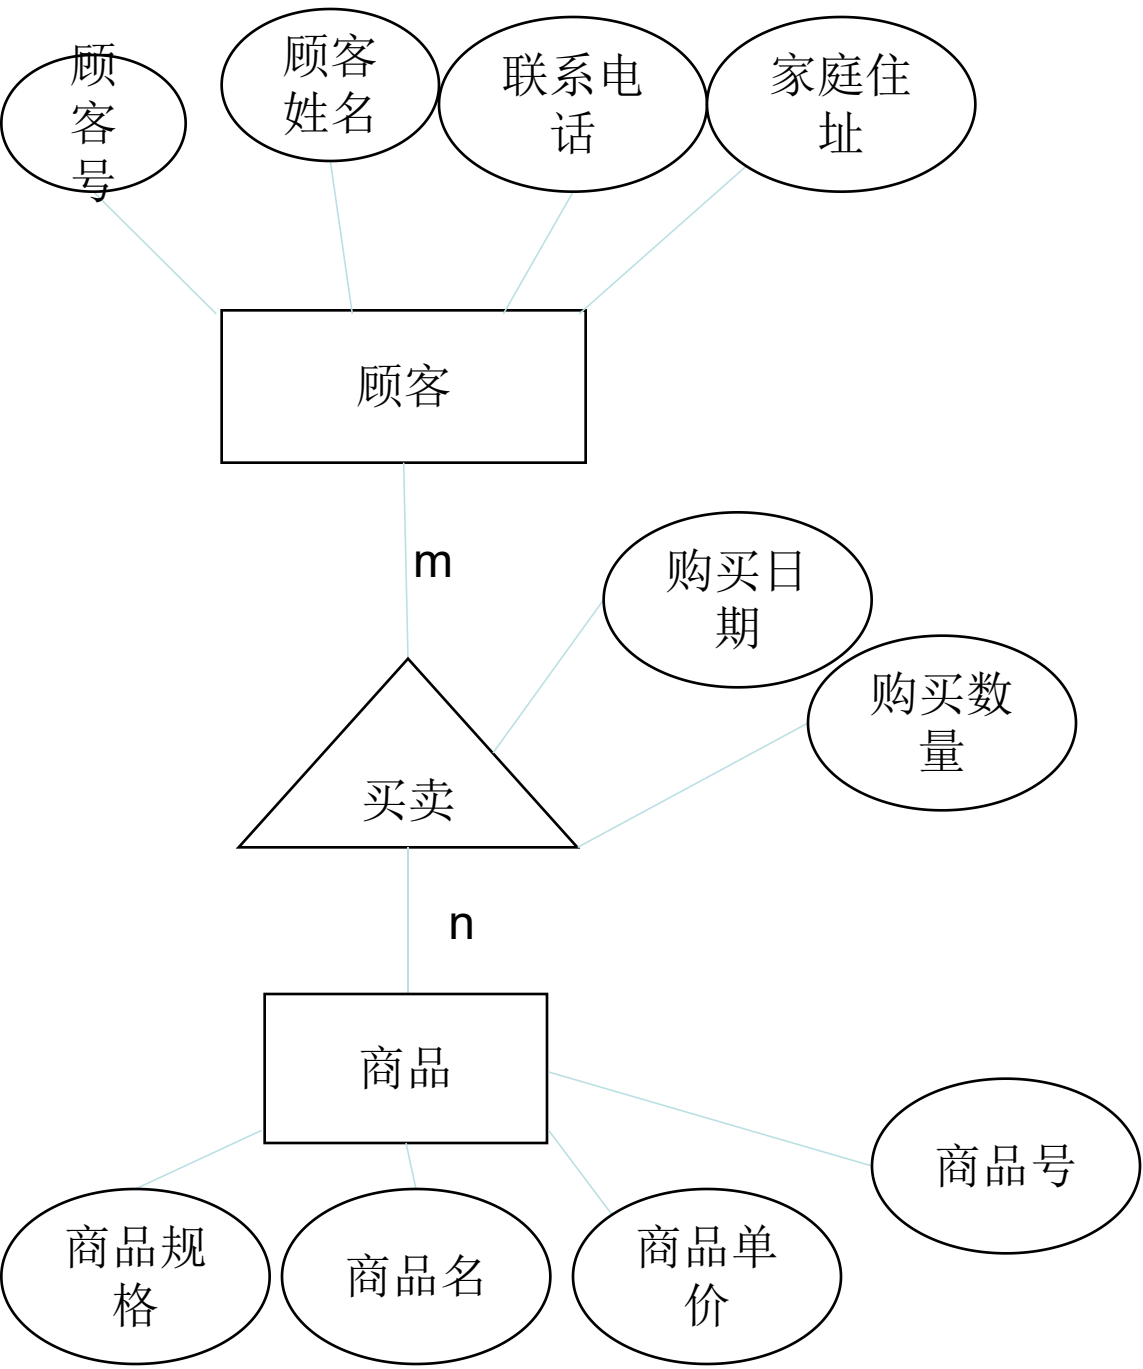 顾
客
号
顾客
姓名
联系电
话
家庭住
址
顾客
m
购买日
期
购买数
量
买卖
n
商品
商品号
商品规
格
商品名
商品单
价